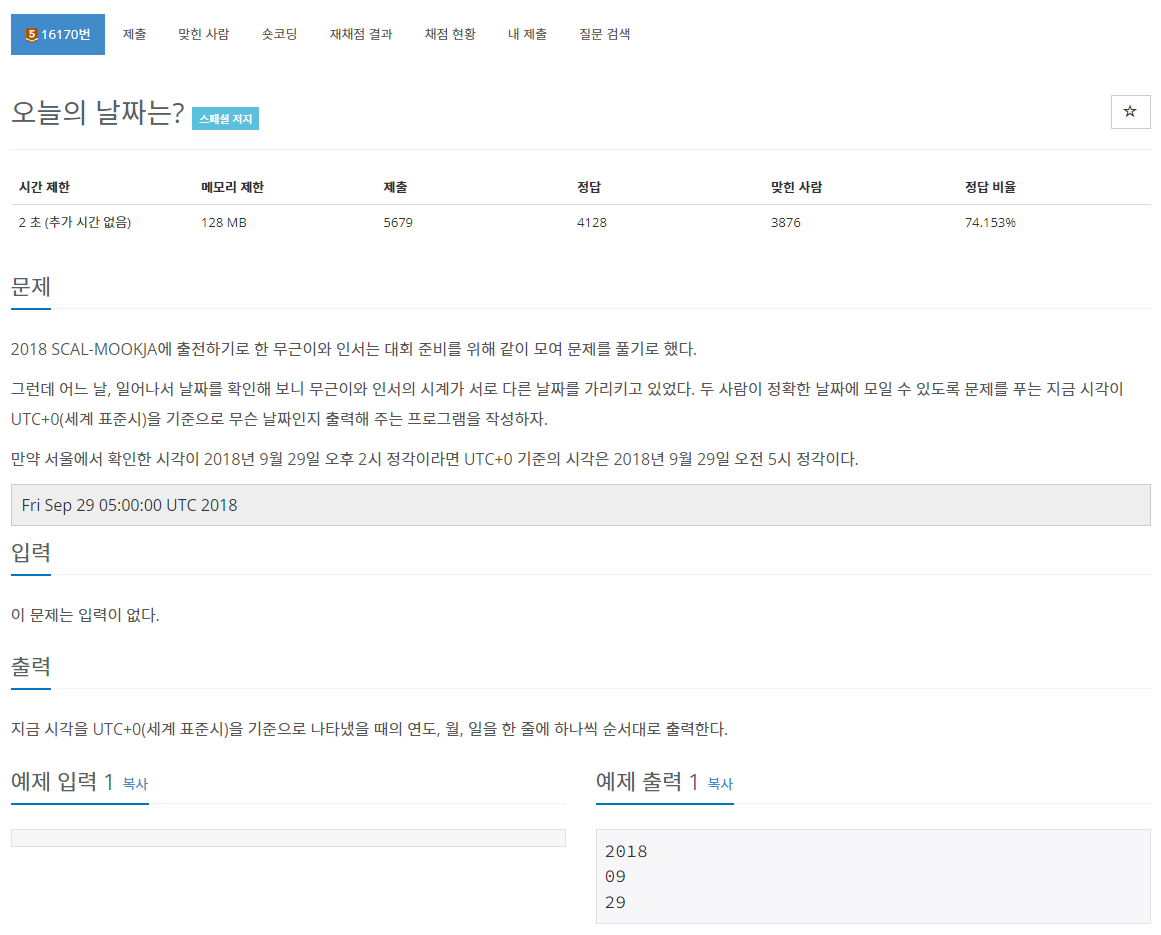 5 16170번 제출 맞힌 사람 숏코딩 재채점 결과 채점 현황 내 제출 질문 검색
오늘의 날짜는? 스페셜 저지
시간 제한 메모리 제한 제출 정답 맞힌 사람 정답 비율
2 초 (추가 시간 없음) 128 MB 5679 4128 3876 74.153%
문제
2018 SCAL-MOOKJA에 출전하기로 한 무근이와 인서는 대회 준비를 위해 같이 모여 문제를 풀기로 했다.
그런데 어느 날, 일어나서 날짜를 확인해 보니 무근이와 인서의 시계가 서로 다른 날짜를 가리키고 있었다. 두 사람이 정확한 날짜에 모일 수 있도록 문제를 푸는 지금 시각이
UTC+0(세계 표준시)을 기준으로 무슨 날짜인지 출력해 주는 프로그램을 작성하자.
만약 서울에서 확인한 시각이 2018년 9월 29일 오후 2시 정각이라면 UTC+0 기준의 시각은 2018년 9월 29일 오전 5시 정각이다.
Fri Sep 29 05:00:00 UTC 2018
입력
이 문제는 입력이 없다.
출력
지금 시각을 UTC+0(세계 표준시)을 기준으로 나타냈을 때의 연도, 월, 일을 한 줄에 하나씩 순서대로 출력한다.
예제 입력 1 복사
예제 출력 1 복사
2018
09
29